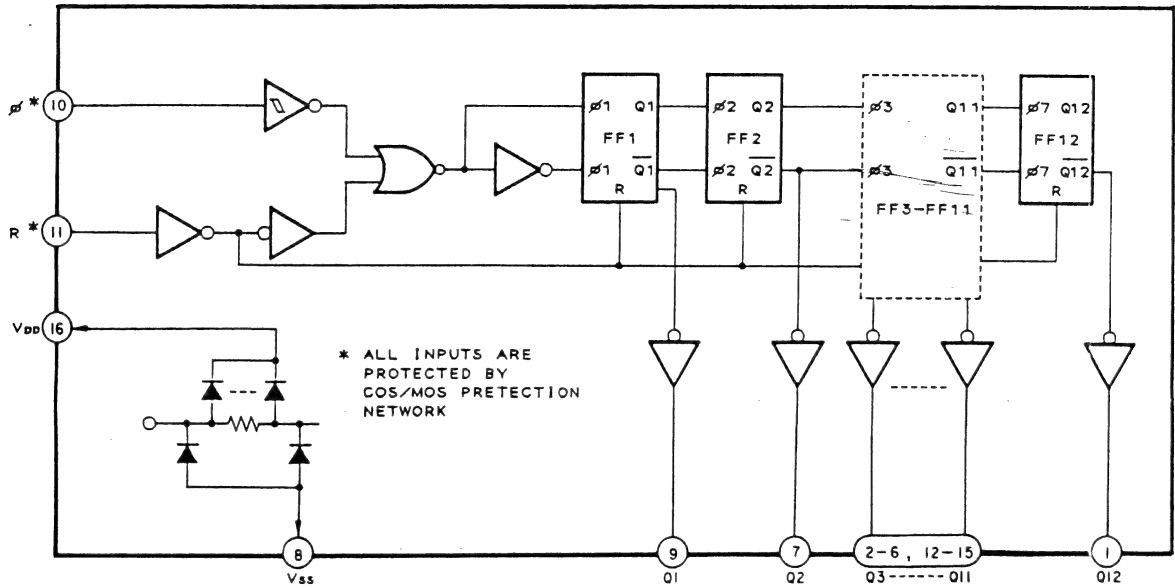 ø * 10
ø1 Q1
FF1
ø1 Q1
R
ø2 Q2
FF2
ø2 Q2
R
ø3 Q11
ø3 Q11
FF3-FF11
ø7 Q12
FF12
ø7 Q12
R
R * 11
VDD 16
* ALL INPUTS ARE
PROTECTED BY
COS/MOS PRETECTION
NETWORK
8
VSS
9
Q1
7
Q2
2-6 , 12-15
Q3------Q11
1
Q12